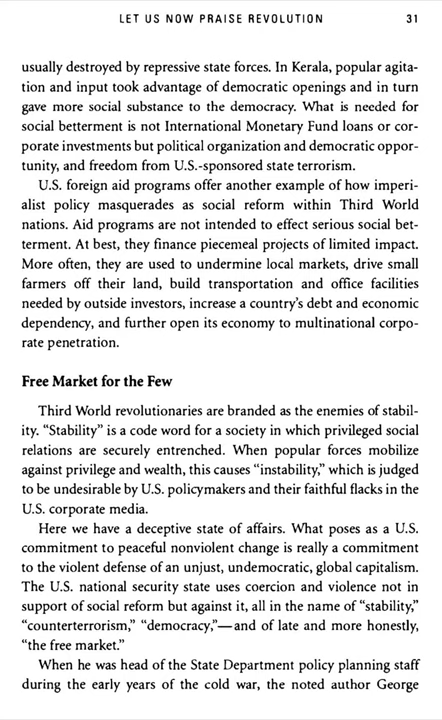 LET US NOW PRAISE REVOLUTION 31
usually destroyed by repressive state forces. In Kerala, popular agita-
tion and input took advantage of democratic openings and in turn
gave more social substance to the democracy. What is needed for
social betterment is not International Monetary Fund loans or cor-
porate investments but political organization and democratic oppor-
tunity, and freedom from U.S.-sponsored state terrorism.
U.S. foreign aid programs offer another example of how imperi-
alist policy masquerades as social reform within Third World
nations. Aid programs are not intended to effect serious social bet-
terment. At best, they finance piecemeal projects of limited impact.
More often, they are used to undermine local markets, drive small
farmers off their land, build transportation and office facilities
needed by outside investors, increase a country's debt and economic
dependency, and further open its economy to multinational corpo-
rate penetration.
Free Market for the Few
Third World revolutionaries are branded as the enemies of stabil-
ity. “Stability” is a code word for a society in which privileged social
relations are securely entrenched. When popular forces mobilize
against privilege and wealth, this causes “instability,” which is judged
to be undesirable by U.S. policymakers and their faithful flacks in the
U.S. corporate media.
Here we have a deceptive state of affairs. What poses as a U.S.
commitment to peaceful nonviolent change is really a commitment
to the violent defense of an unjust, undemocratic, global capitalism.
The U.S. national security state uses coercion and violence not in
support of social reform but against it, all in the name of “stability,”
“counterterrorism,” “democracy,”—and of late and more honestly,
“the free market.”
When he was head of the State Department policy planning staff
during the early years of the cold war, the noted author George